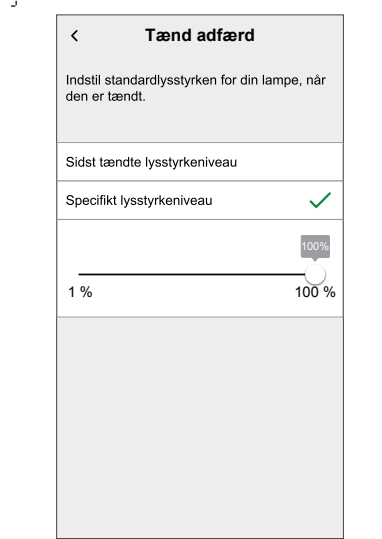 Tænd adfærd
Indstil standardlysstyrken for din lampe, når
den er tændt.
Sidst tændte lysstyrkeniveau
Specifikt lysstyrkeniveau
100%
1 %
100 %